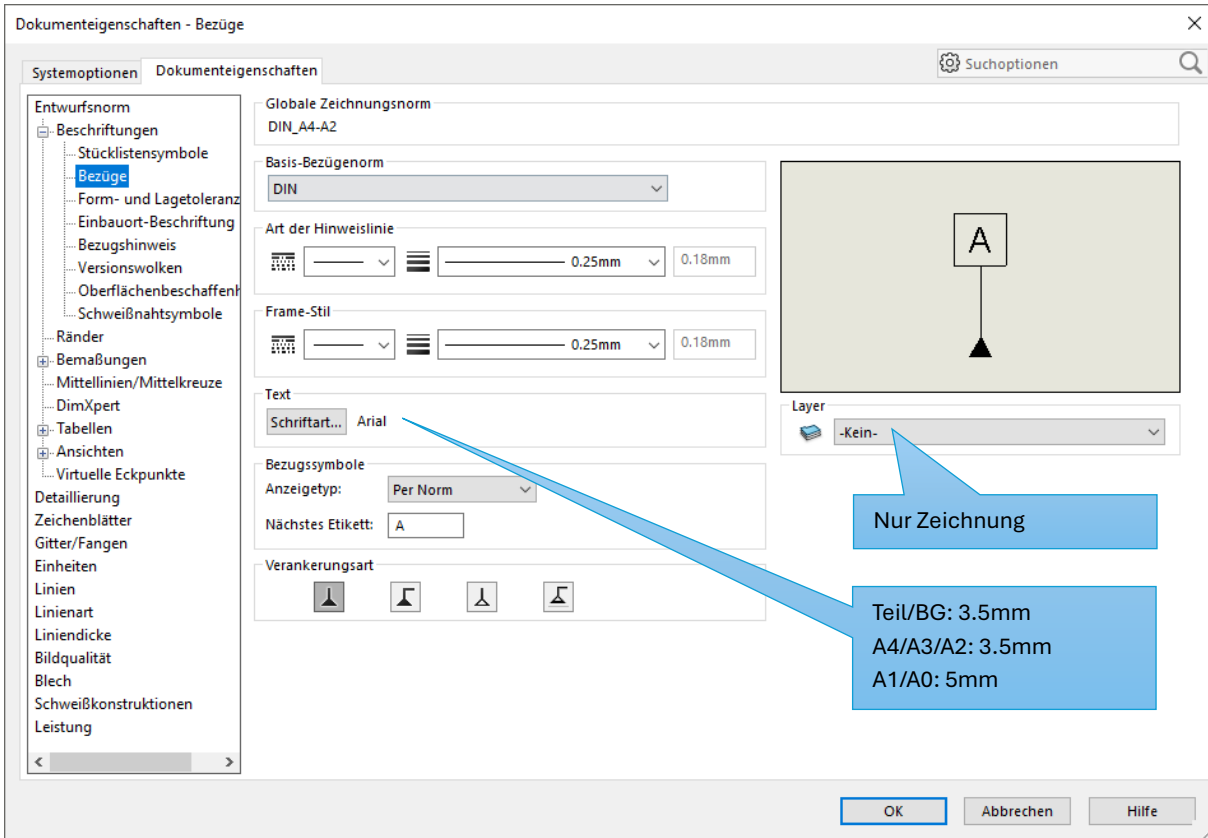 Dokumenteigenschaften - Bezüge
Systemoptionen
Dokumenteigenschaften
Suchoptionen
Entwurfsnorm
Beschriftungen
Stücklistensymbole
Bezüge
Form- und Lagetoleranz
Einbauort-Beschriftung
Bezugshinweis
Versionswolken
Oberflächenbeschaffenh
Schweißnahtsymbole
Ränder
Bemaßungen
Mittellinien/Mittelkreuze
DimXpert
Tabellen
Ansichten
Virtuelle Eckpunkte
Detaillierung
Zeichenblätter
Gitter/Fangen
Einheiten
Linien
Linienart
Liniendicke
Bildqualität
Blech
Schweißkonstruktionen
Leistung
Globale Zeichnungsnorm
DIN_A4-A2
Basis-Bezügenorm
DIN
Art der Hinweislinie
0.25mm
0.18mm
Frame-Stil
0.25mm
0.18mm
Text
Schriftart... Arial
Bezugssymbole
Anzeigetyp: Per Norm
Nächstes Etikett: A
Verankerungsart
A
Layer
-Kein-
Nur Zeichnung
Teil/BG: 3.5mm
A4/A3/A2: 3.5mm
A1/A0: 5mm
OK
Abbrechen
Hilfe